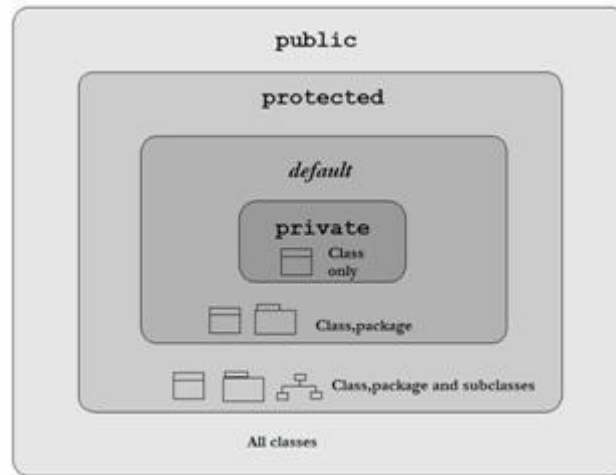 public
protected
default
private
Class
only
Class,package
Class,package and subclasses
All classes